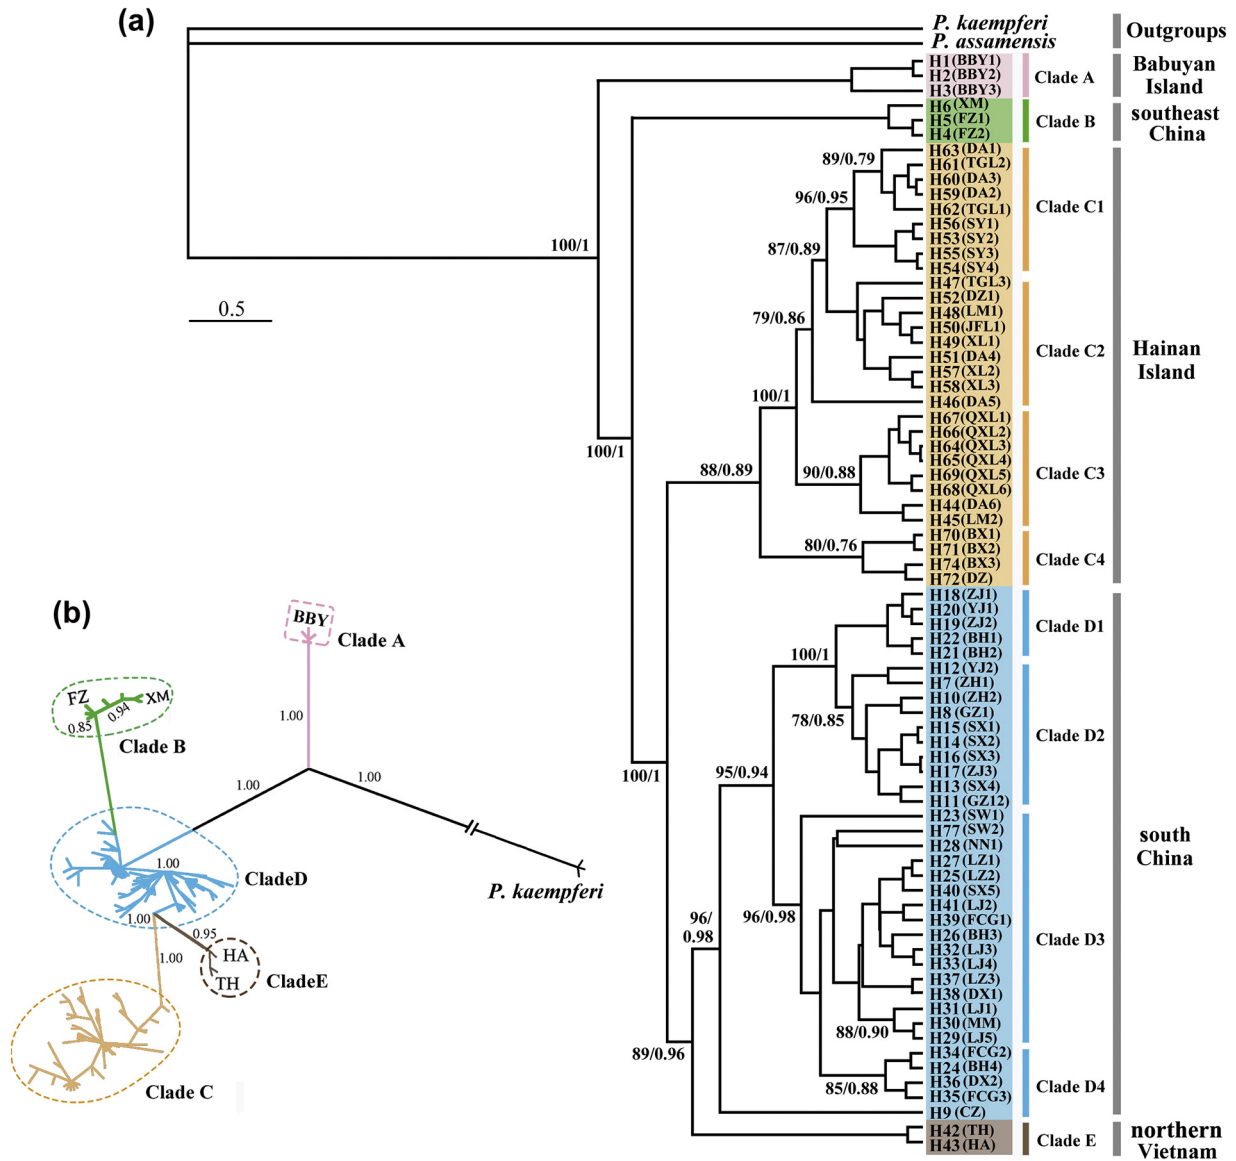 (a)
P. kaempferi
P. assamensis
Outgroups
H1(BBY1)
H2(BBY2)
H3(BBY3)
Clade A
Babuyan
Island
H6(XM)
H5(FZ1)
H4(FZ2)
Clade B
southeast
China
H63(DA1)
H61(TGL2)
H60(DA3)
H59(DA2)
H62(TGL1)
H56(SY1)
H53(SY2)
H55(SY3)
H54(SY4)
Clade C1
H47(TGL3)
H52(DZ1)
H48(LM1)
H50(JFL1)
H49(XL1)
H51(DA4)
H57(XL2)
H58(XL3)
H46(DA5)
Clade C2
Hainan
Island
H67(QXL1)
H66(QXL2)
H64(QXL3)
H65(QXL4)
H69(QXL5)
H68(QXL6)
H44(DA6)
H45(LM2)
Clade C3
H70(BX1)
H71(BX2)
H74(BX3)
H72(DZ)
Clade C4
H18(ZJ1)
H20(YJ1)
H19(ZJ2)
H22(BH1)
H21(BH2)
Clade D1
H12(YJ2)
H7(ZH1)
H10(ZH2)
H8(GZ1)
H15(SX1)
H14(SX2)
H16(SX3)
H17(ZJ3)
H13(SX4)
H11(GZ12)
Clade D2
H23(SW1)
H77(SW2)
H28(NN1)
H27(LZ1)
H25(LZ2)
H40(SX5)
H41(LJ2)
H39(FCG1)
H26(BH3)
H32(LJ3)
H33(LJ4)
H37(LZ3)
H38(DX1)
H31(LJ1)
H30(MM)
H29(LJ5)
Clade D3
south
China
H34(FCG2)
H24(BH4)
H36(DX2)
H35(FCG3)
H9(CZ)
Clade D4
H42(TH)
H43(HA)
Clade E
northern
Vietnam
89/0.79
96/0.95
87/0.89
79/0.86
100/1
88/0.89
90/0.88
80/0.76
100/1
100/1
100/1
100/1
78/0.85
95/0.94
96/0.98
96/
0.98
88/0.90
85/0.88
89/0.96
0.5
(b)
BBY
Clade A
FZ
XM
0.85
0.94
Clade B
1.00
1.00
1.00
P. kaempferi
1.00
CladeD
1.00
0.95
HA
TH
CladeE
1.00
Clade C